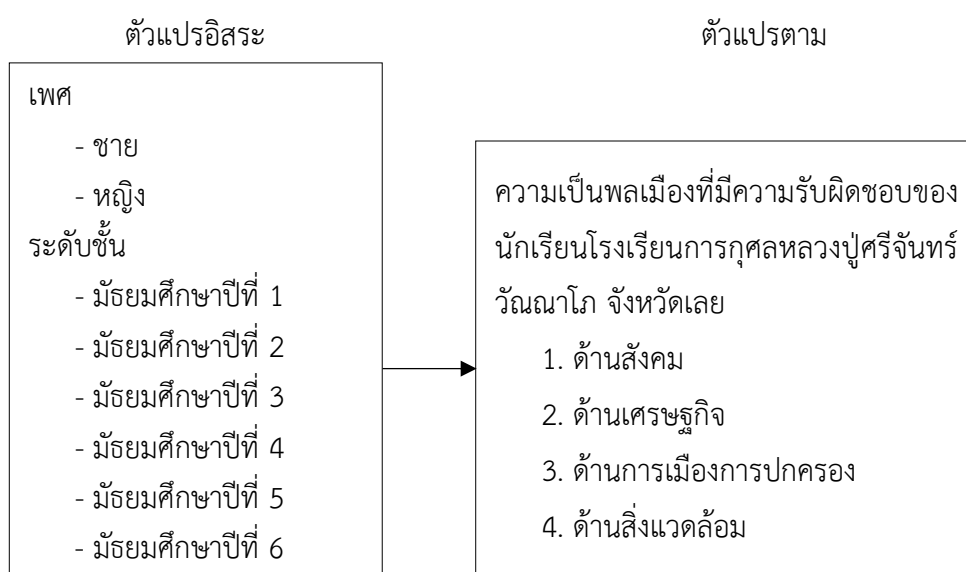 ตัวแปรอิสระ
ตัวแปรตาม
เพศ
- ชาย
- หญิง
ระดับชั้น
- มัธยมศึกษาปีที่ 1
- มัธยมศึกษาปีที่ 2
- มัธยมศึกษาปีที่ 3
- มัธยมศึกษาปีที่ 4
- มัธยมศึกษาปีที่ 5
- มัธยมศึกษาปีที่ 6
ความเป็นพลเมืองที่มีความรับผิดชอบของ
นักเรียนโรงเรียนการกุศลหลวงปู่ศรีจันทร์
วัณณาโภ จังหวัดเลย
1. ด้านสังคม
2. ด้านเศรษฐกิจ
3. ด้านการเมืองการปกครอง
4. ด้านสิ่งแวดล้อม